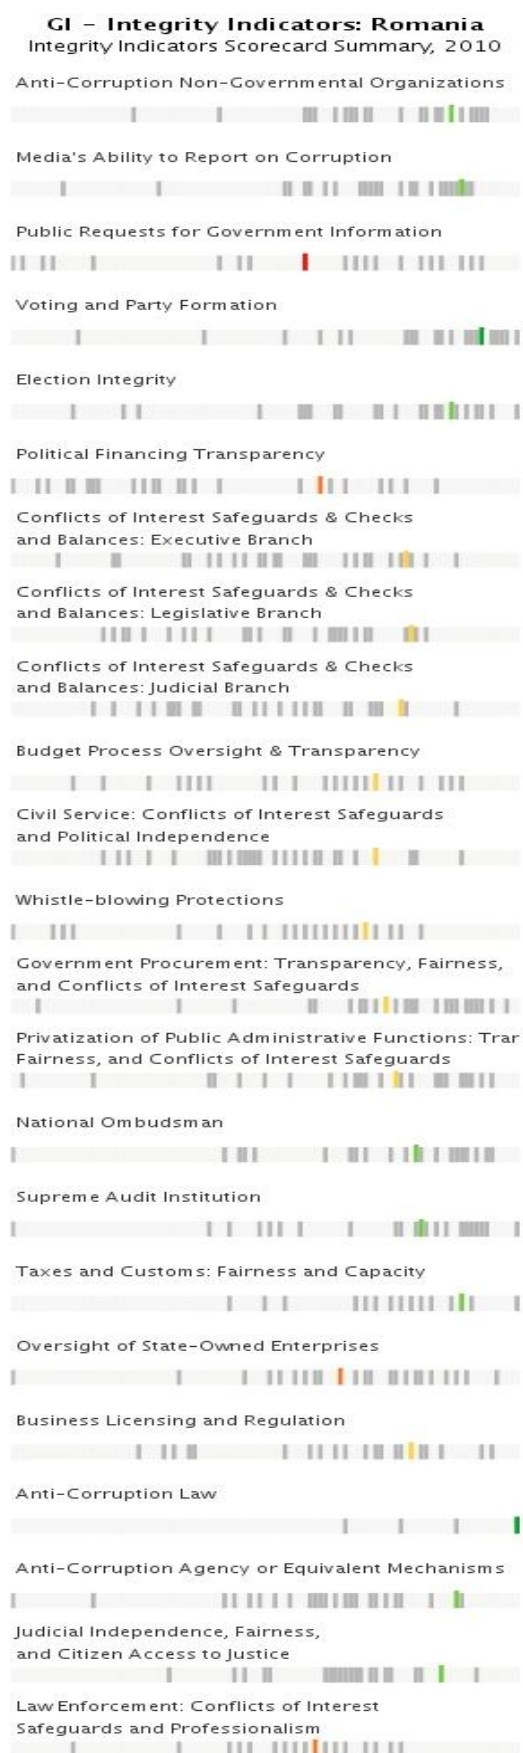 GI - Integrity Indicators: Romania
Integrity Indicators Scorecard Summary, 2010
Anti-Corruption Non-Governmental Organizations
Media's Ability to Report on Corruption
Public Requests for Government Information
Voting and Party Formation
Election Integrity
Political Financing Transparency
Conflicts of Interest Safeguards & Checks
and Balances: Executive Branch
Conflicts of Interest Safeguards & Checks
and Balances: Legislative Branch
Conflicts of Interest Safeguards & Checks
and Balances: Judicial Branch
Budget Process Oversight & Transparency
Civil Service: Conflicts of Interest Safeguards
and Political Independence
Whistle-blowing Protections
Government Procurement: Transparency, Fairness,
and Conflicts of Interest Safeguards
Privatization of Public Administrative Functions: Trar
Fairness, and Conflicts of Interest Safeguards
National Ombudsman
Supreme Audit Institution
Taxes and Customs: Fairness and Capacity
Oversight of State-Owned Enterprises
Business Licensing and Regulation
Anti-Corruption Law
Anti-Corruption Agency or Equivalent Mechanisms
Judicial Independence, Fairness,
and Citizen Access to Justice
Law Enforcement: Conflicts of Interest
Safeguards and Professionalism